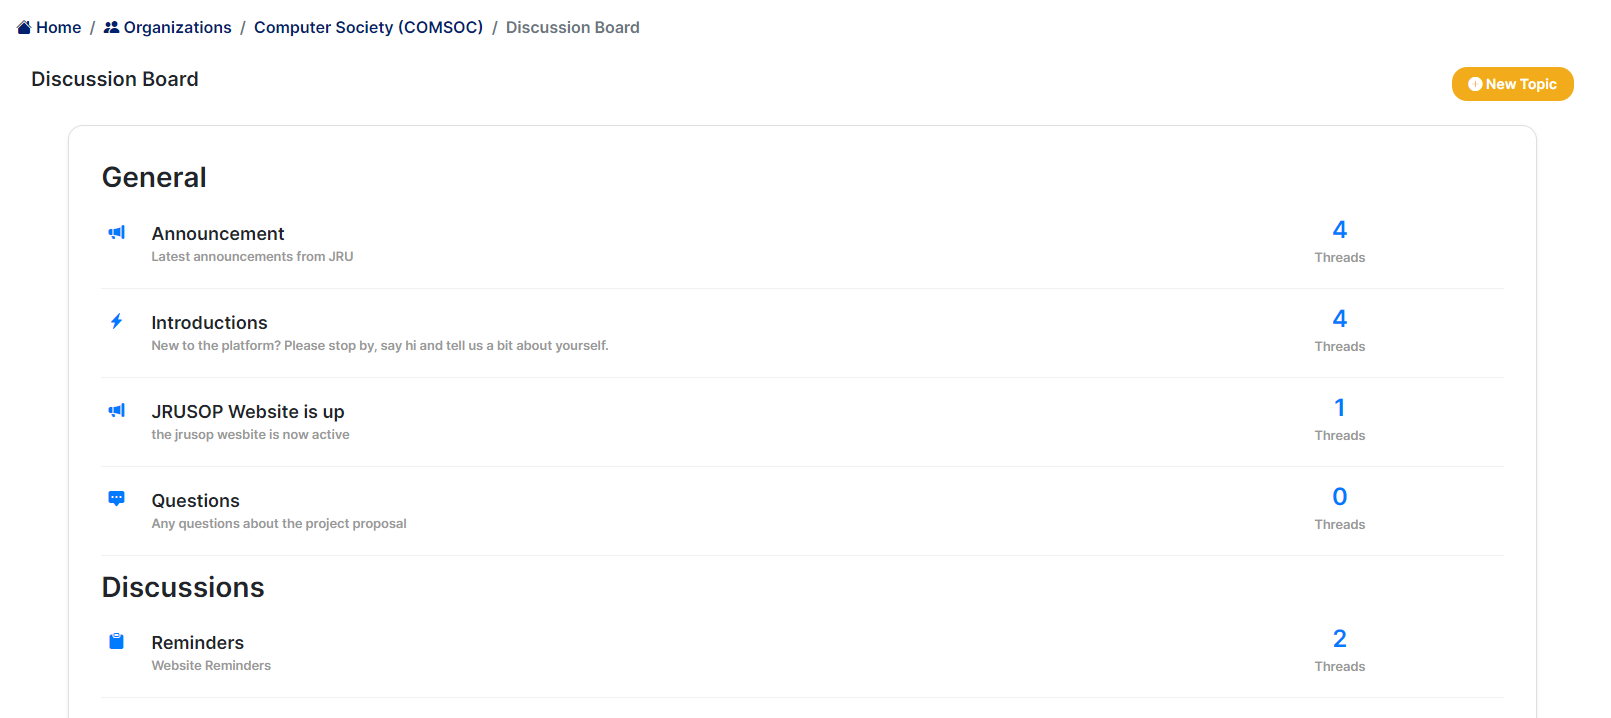 Home / Organizations / Computer Society (COMSOC) / Discussion Board
Discussion Board
New Topic
General
Announcement
Latest announcements from JRU
4
Threads
Introductions
New to the platform? Please stop by, say hi and tell us a bit about yourself.
4
Threads
JRUSOP Website is up
the jrusop wesbite is now active
1
Threads
Questions
Any questions about the project proposal
0
Threads
Discussions
Reminders
Website Reminders
2
Threads